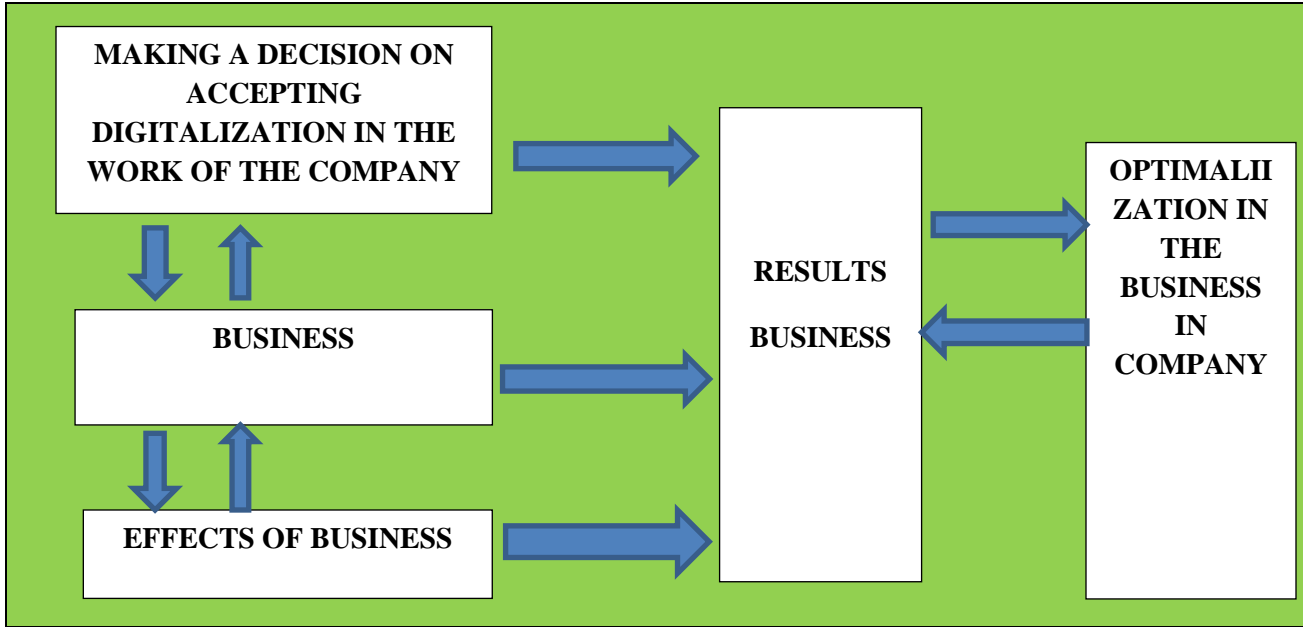 MAKING A DECISION ON
ACCEPTING
DIGITALIZATION IN THE
WORK OF THE COMPANY
BUSINESS
EFFECTS OF BUSINESS
RESULTS
BUSINESS
OPTIMALII
ZATION IN
THE
BUSINESS
IN
COMPANY